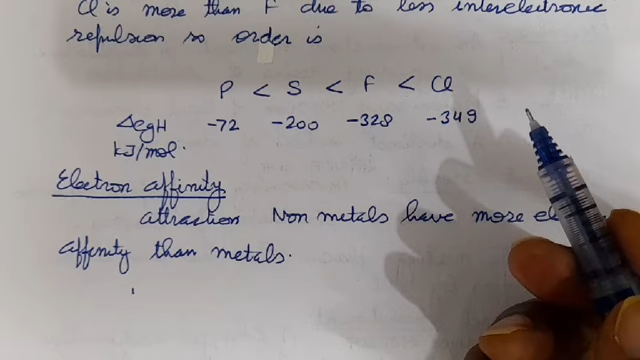 Cl is more than F due to less interelectronic
repulsion so order is
P < S < F < Cl
ΔegH -72 -200 -328 -349
kJ/mol.
Electron affinity
attraction Non metals have more
affinity than metals.